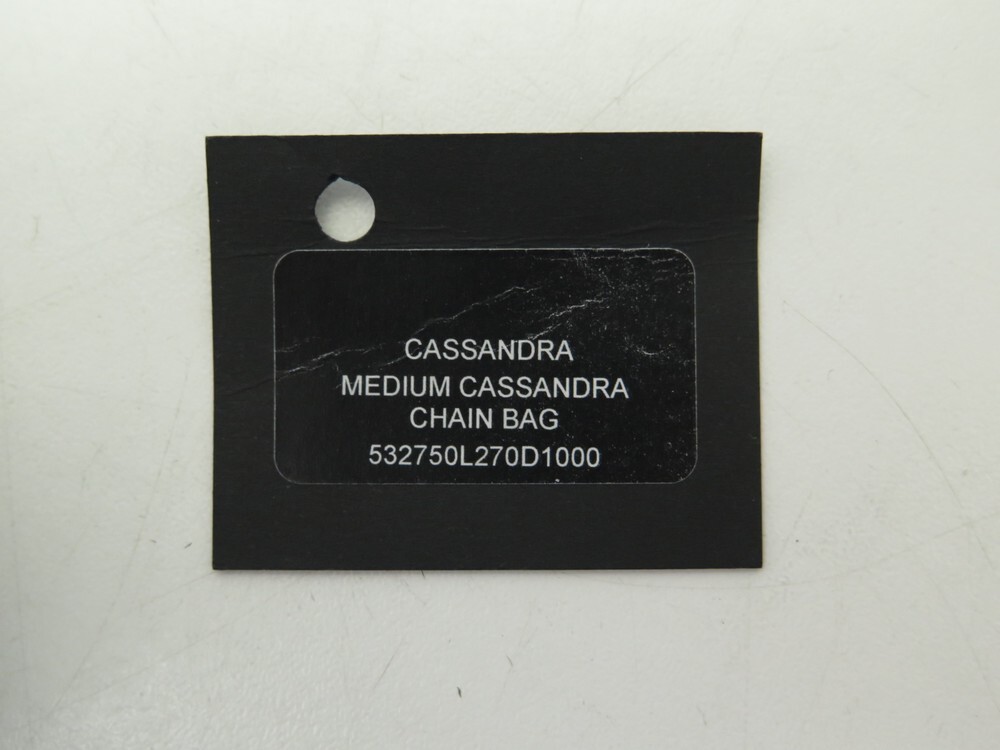 CASSANDRA
MEDIUM CASSANDRA
CHAIN BAG
532750L270D1000